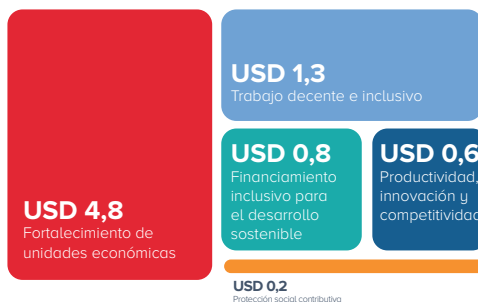 USD 1,3
Trabajo decente e inclusivo
USD 4,8
Fortalecimiento de
unidades económicas
USD 0,8
Financiamiento
inclusivo para
el desarrollo
sostenible
USD 0,6
Productividad,
innovación y
competitividad
USD 0,2
Protección social contributiva